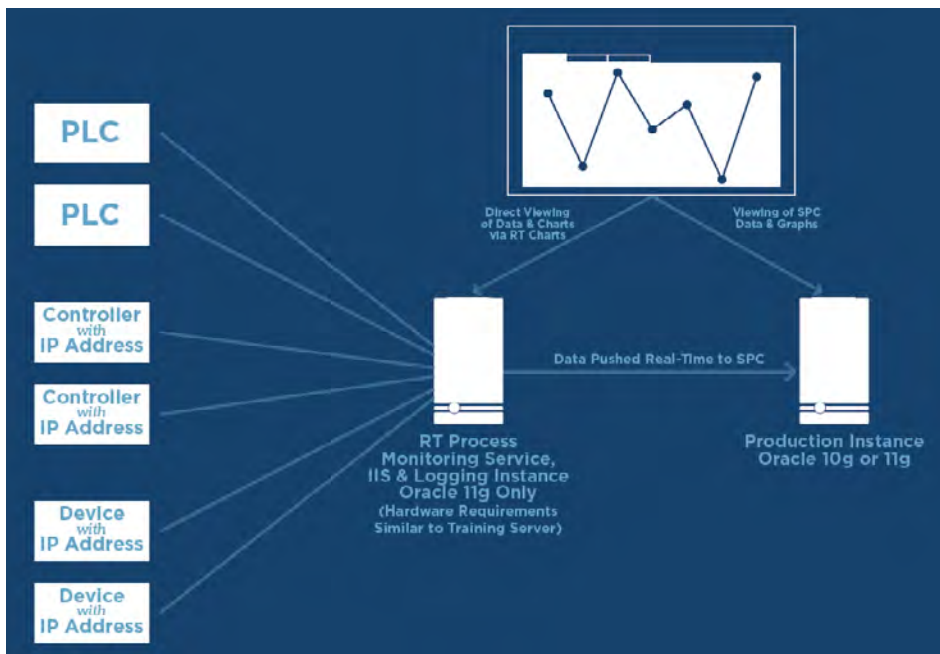 PLC
PLC
Controller
with
IP Address
Controller
with
IP Address
Device
with
IP Address
Device
with
IP Address
Direct Viewing
of Data & Charts
via RT Charts
Viewing of SPC
Data & Graphs
Data Pushed Real-Time to SPC
RT Process
Monitoring Service,
IIS & Logging Instance
Oracle 11g Only
(Hardware Requirements
Similar to Training Server)
Production Instance
Oracle 10g or 11g